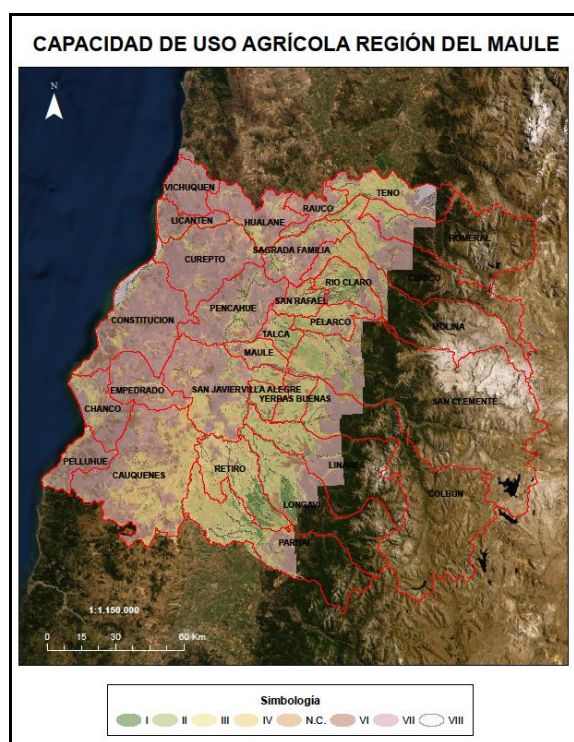 CAPACIDAD DE USO AGRÍCOLA REGIÓN DEL MAULE
N
VICHUQUEN
TENO
LICANTEN
RAUCO
HUALANE
ROMERAL
SAGRADA FAMILIA
CUREPTO
CURICO
RIO CLARO
SAN RAFAEL
PENCAHUE
CONSTITUCION
PELARCO
MOLINA
TALCA
MAULE
EMPEDRADO
SAN JAVIER VILLA ALEGRE
YERBAS BUENAS
SAN CLEMENTE
CHANCO
PELLUHUE
CAUQUENES
RETIRO
LINARES
COLBUN
LONGAVI
PARRAL
1:1.150.000
0 15 30 60 Km.
Simbología
I II III IV N.C. VI VII VIII